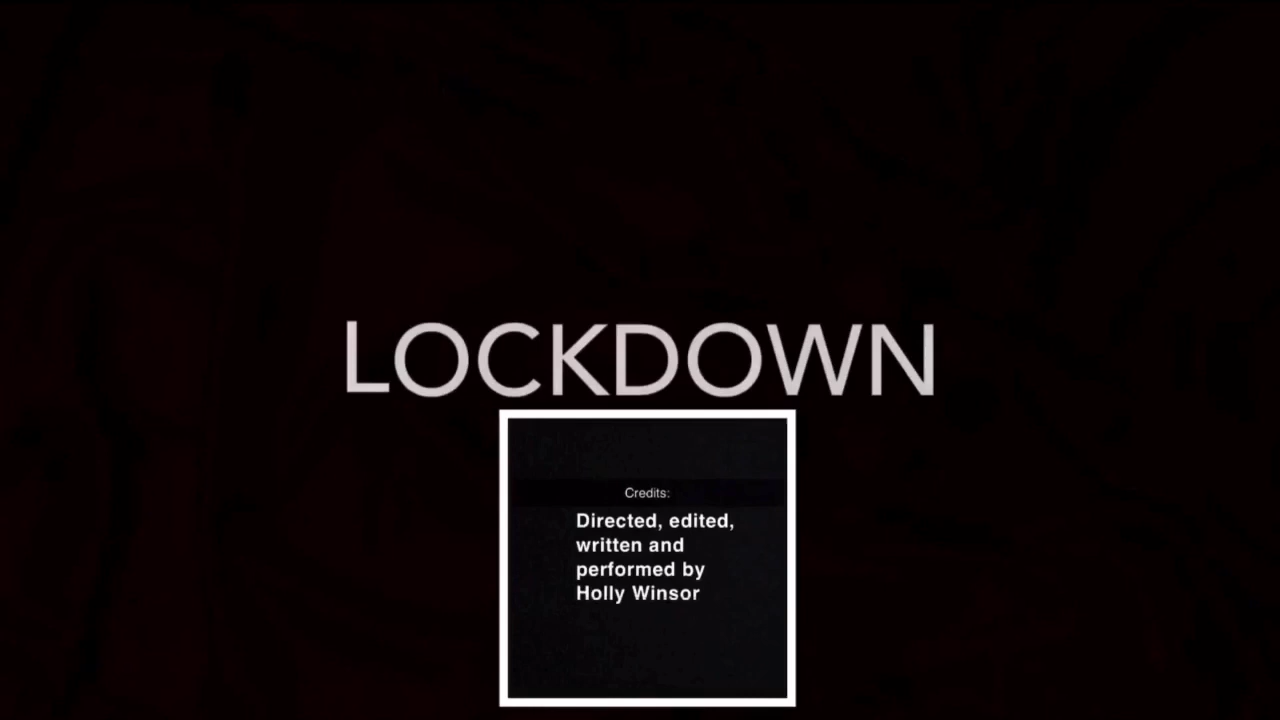 LOCKDOWN
Credits:
Directed, edited,
written and
performed by
Holly Winsor